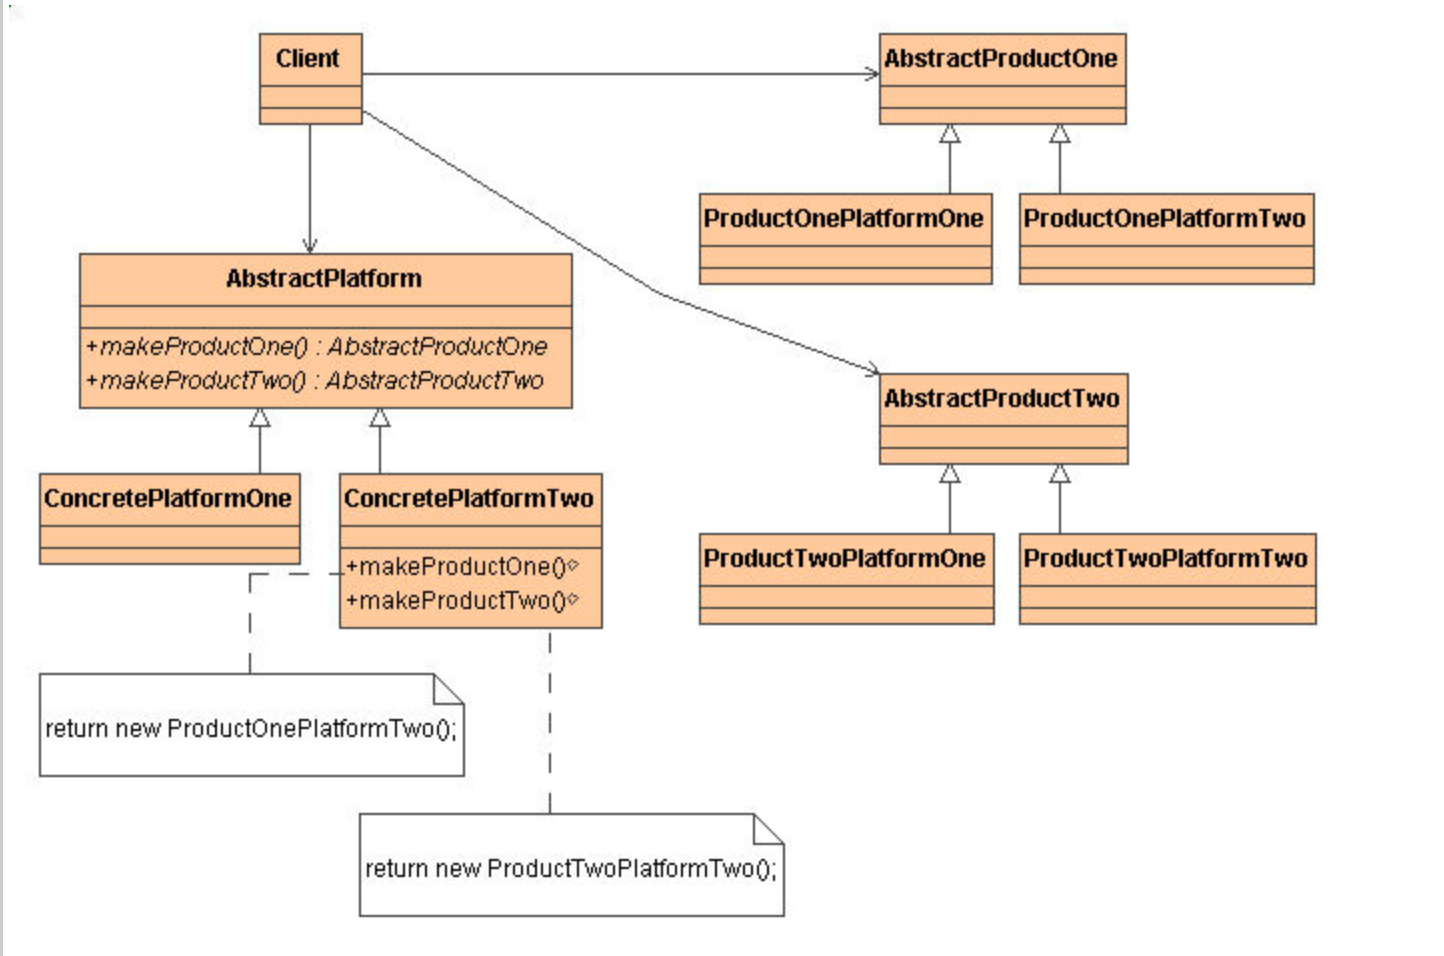 Client
AbstractProductOne
ProductOnePlatformOne
ProductOnePlatformTwo
AbstractPlatform
+makeProductOne() : AbstractProductOne
+makeProductTwo() : AbstractProductTwo
AbstractProductTwo
ConcretePlatformOne
ConcretePlatformTwo
+makeProductOne()
+makeProductTwo()
ProductTwoPlatformOne
ProductTwoPlatformTwo
return new ProductOnePlatformTwo();
return new ProductTwoPlatformTwo();